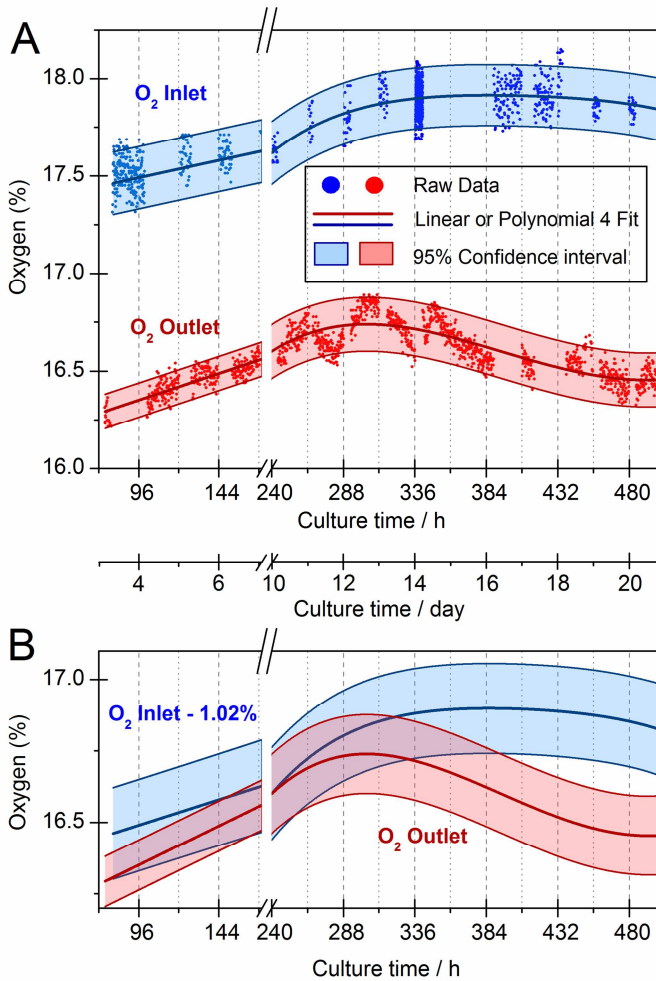 A
18.0
O₂ Inlet
17.5
Raw Data
Linear or Polynomial 4 Fit
95% Confidence interval
Oxygen (%)
17.0
O₂ Outlet
16.5
16.0
96 144 240 288 336 384 432 480
Culture time / h
4 6 10 12 14 16 18 20
Culture time / day
B
17.0
O₂ Inlet - 1.02%
Oxygen (%)
16.5
O₂ Outlet
96 144 240 288 336 384 432 480
Culture time / h